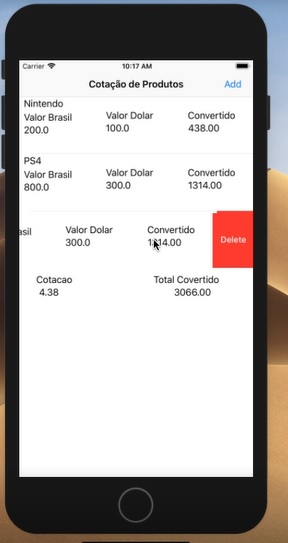 Carrier 10:17 AM
Cotação de Produtos Add
Nintendo
Valor Brasil Valor Dolar Convertido
200.0 100.0 438.00
PS4
Valor Brasil Valor Dolar Convertido
800.0 300.0 1314.00
asil Valor Dolar Convertido
300.0 1314.00
Delete
Cotacao Total Covertido
4.38 3066.00